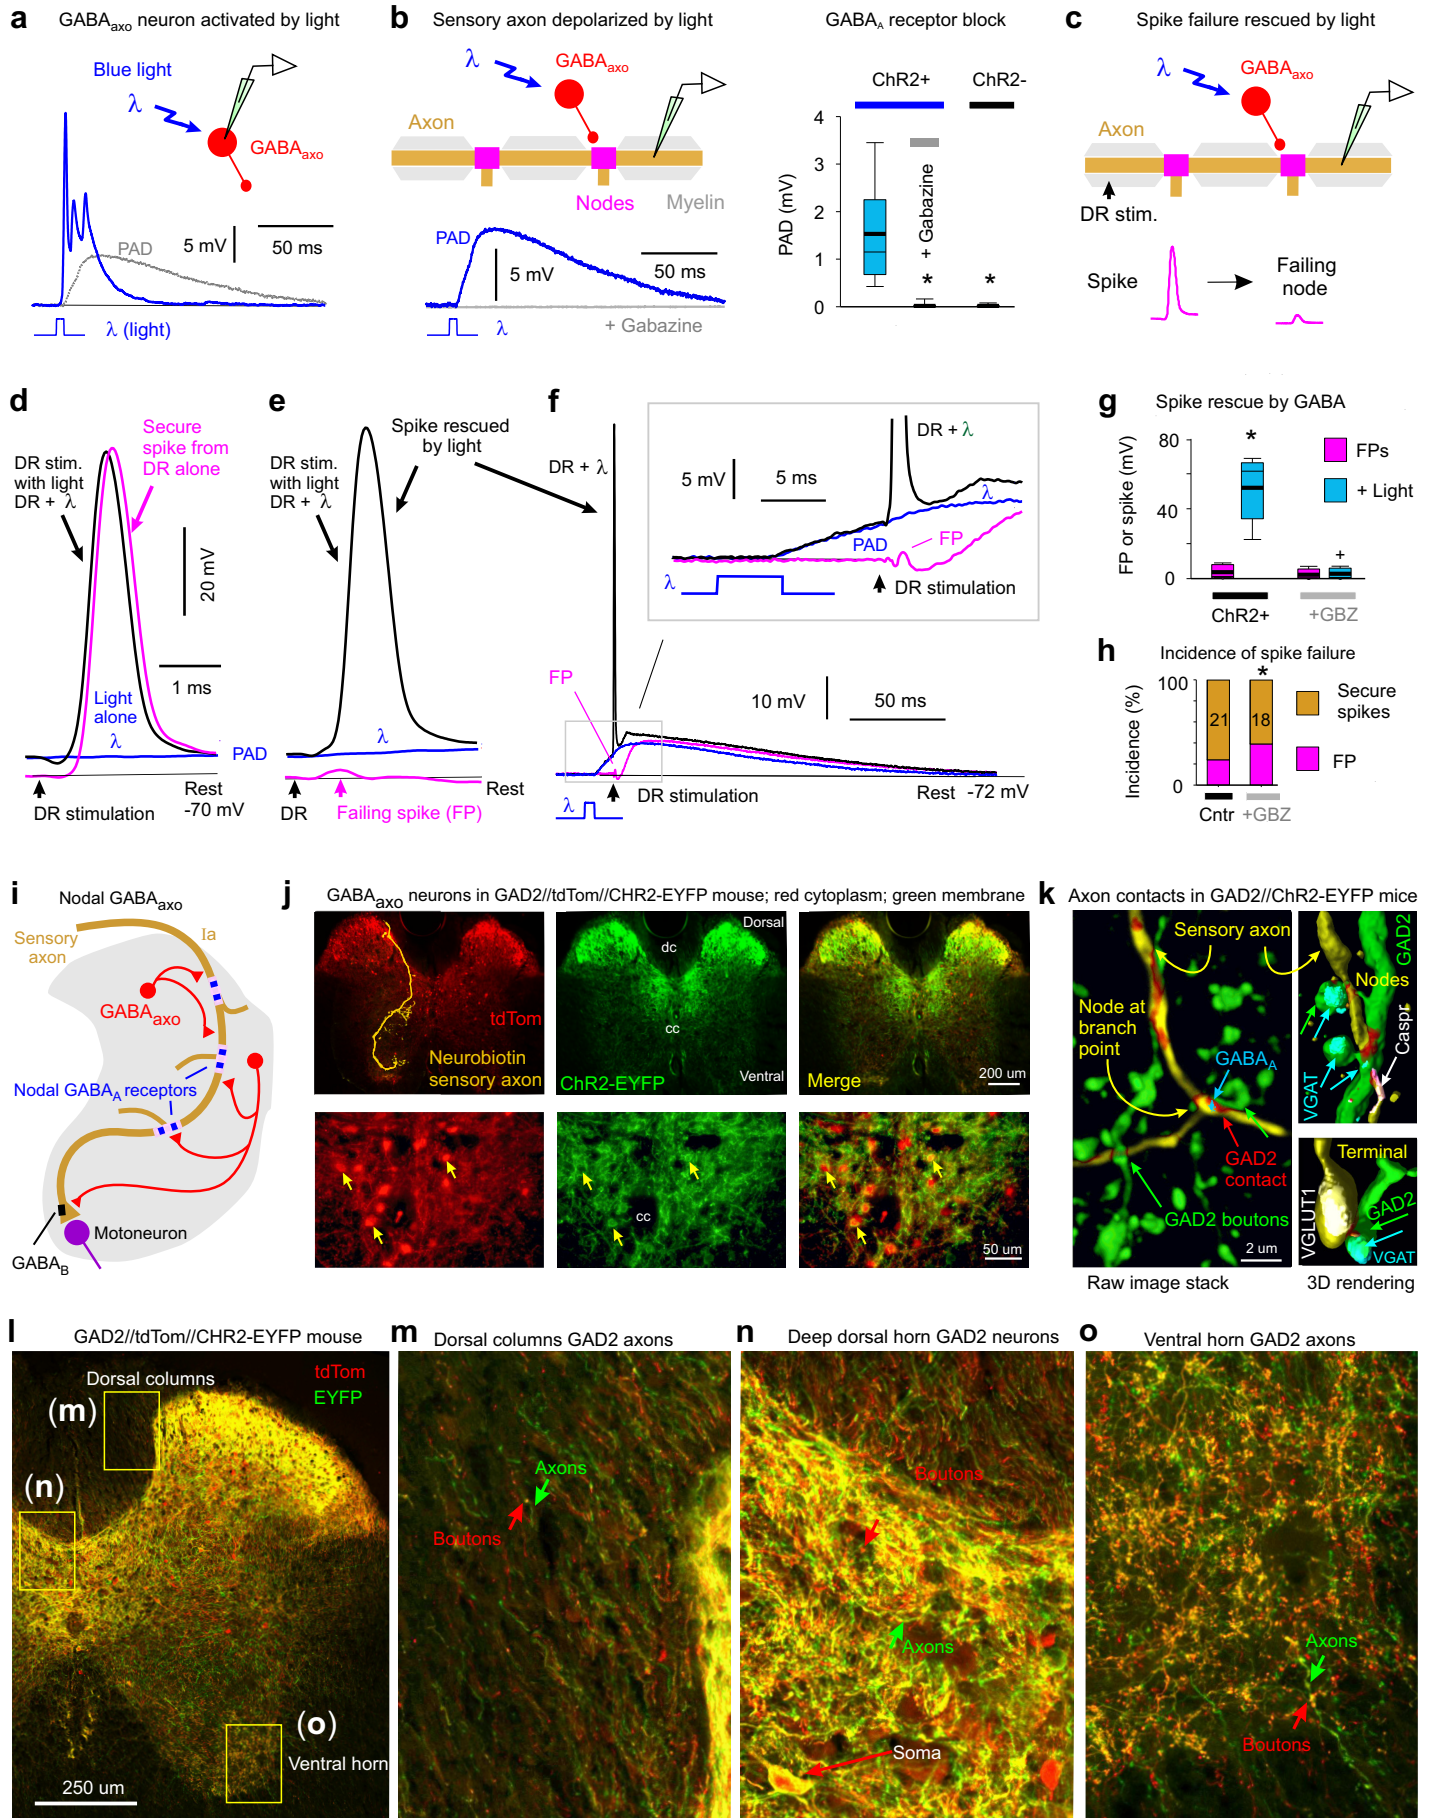 a GABAaxo neuron activated by light
Blue light
λ
GABAaxo
PAD
5 mV
50 ms
λ (light)
b Sensory axon depolarized by light
λ
GABAaxo
Axon
Nodes
Myelin
PAD
5 mV
50 ms
λ
+ Gabazine
GABAA receptor block
ChR2+
ChR2-
PAD (mV)
4
3
2
1
0
+ Gabazine
*
*
c Spike failure rescued by light
λ
GABAaxo
Axon
DR stim.
Spike
Failing
node
d
Secure
spike from
DR alone
DR stim.
with light
DR + λ
20 mV
1 ms
Light
alone
λ
PAD
Rest
-70 mV
DR stimulation
e
Spike rescued
by light
DR stim.
with light
DR + λ
λ
Rest
DR
Failing spike (FP)
f
DR + λ
5 mV
5 ms
DR + λ
λ
PAD
FP
λ
DR stimulation
FP
10 mV
50 ms
λ
DR stimulation
Rest -72 mV
g Spike rescue by GABA
FP or spike (mV)
80
40
0
*
+
FPs
+ Light
ChR2+
+GBZ
h Incidence of spike failure
Incidence (%)
100
0
*
21
18
Secure
spikes
FP
Cntr
+GBZ
i Nodal GABAaxo
Sensory
axon
Ia
GABAaxo
Nodal GABAA receptors
Motoneuron
GABAB
j GABAaxo neurons in GAD2//tdTom//CHR2-EYFP mouse; red cytoplasm; green membrane
tdTom
Neurobiotin
sensory axon
Dorsal
dc
cc
Ventral
ChR2-EYFP
Merge
200 um
cc
50 um
k Axon contacts in GAD2//ChR2-EYFP mice
Sensory axon
Node at
branch
point
GABAA
GAD2
contact
GAD2 boutons
2 um
Raw image stack
GAD2
Nodes
Caspr
VGAT
Terminal
VGLUT1
GAD2
VGAT
3D rendering
l GAD2//tdTom//CHR2-EYFP mouse
Dorsal columns
tdTom
EYFP
(m)
(n)
(o)
Ventral horn
250 um
m Dorsal columns GAD2 axons
Axons
Boutons
n Deep dorsal horn GAD2 neurons
Boutons
Axons
Soma
o Ventral horn GAD2 axons
Axons
Boutons